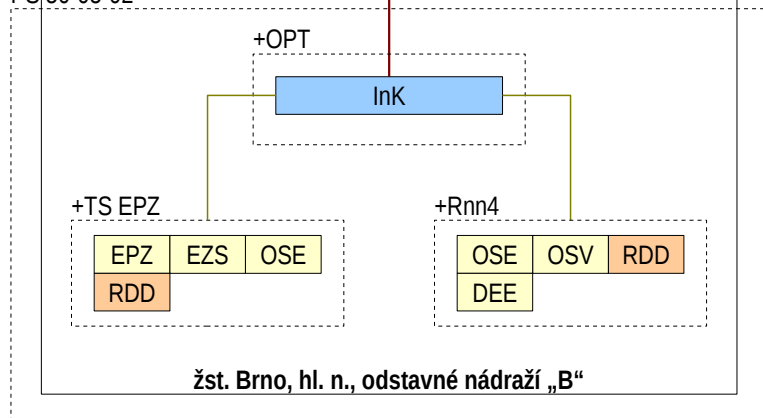 +OPT
InK
+TS EPZ
+Rnn4
EPZ EZS OSE
OSE OSV RDD
RDD
DEE
žst. Brno, hl. n., odstavné nádraží „B“